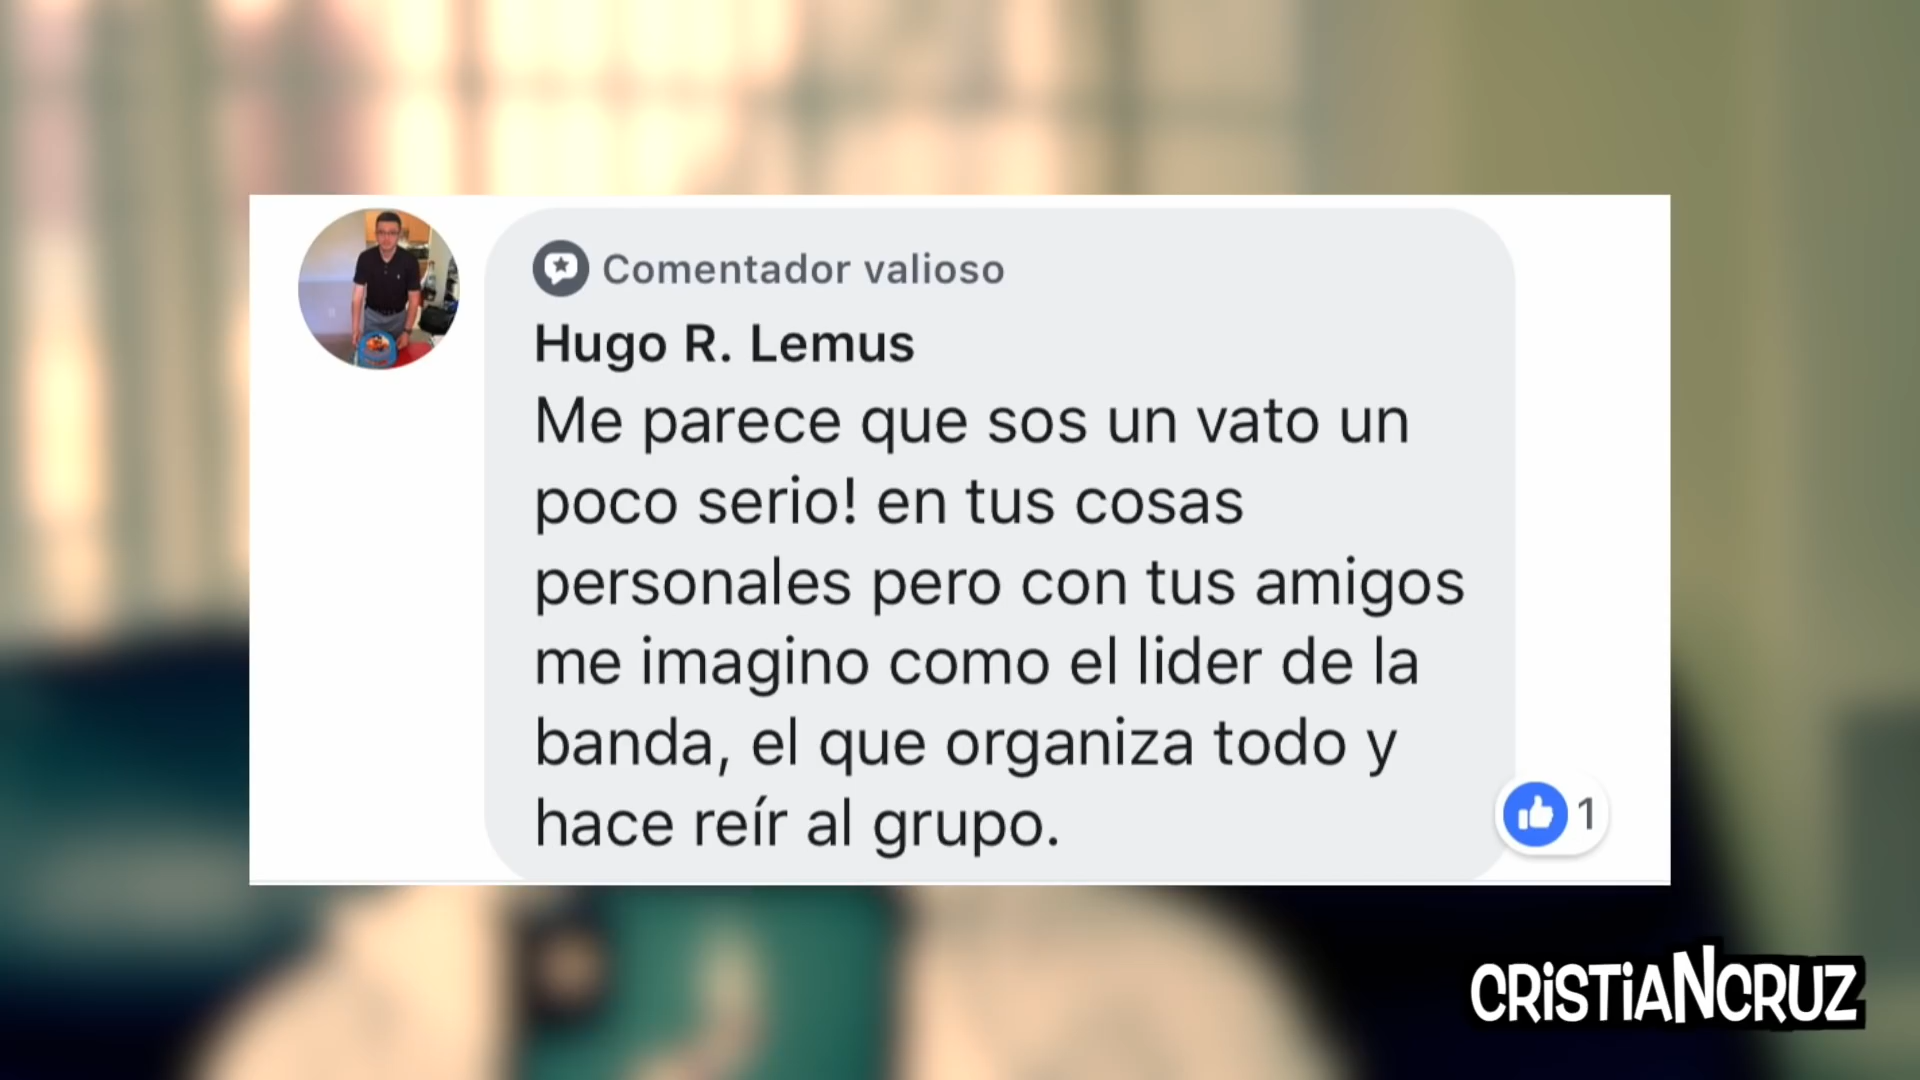 Comentador valioso
Hugo R. Lemus
Me parece que sos un vato un
poco serio! en tus cosas
personales pero con tus amigos
me imagino como el lider de la
banda, el que organiza todo y
hace reír al grupo.
1
CRiSTiANCRUZ